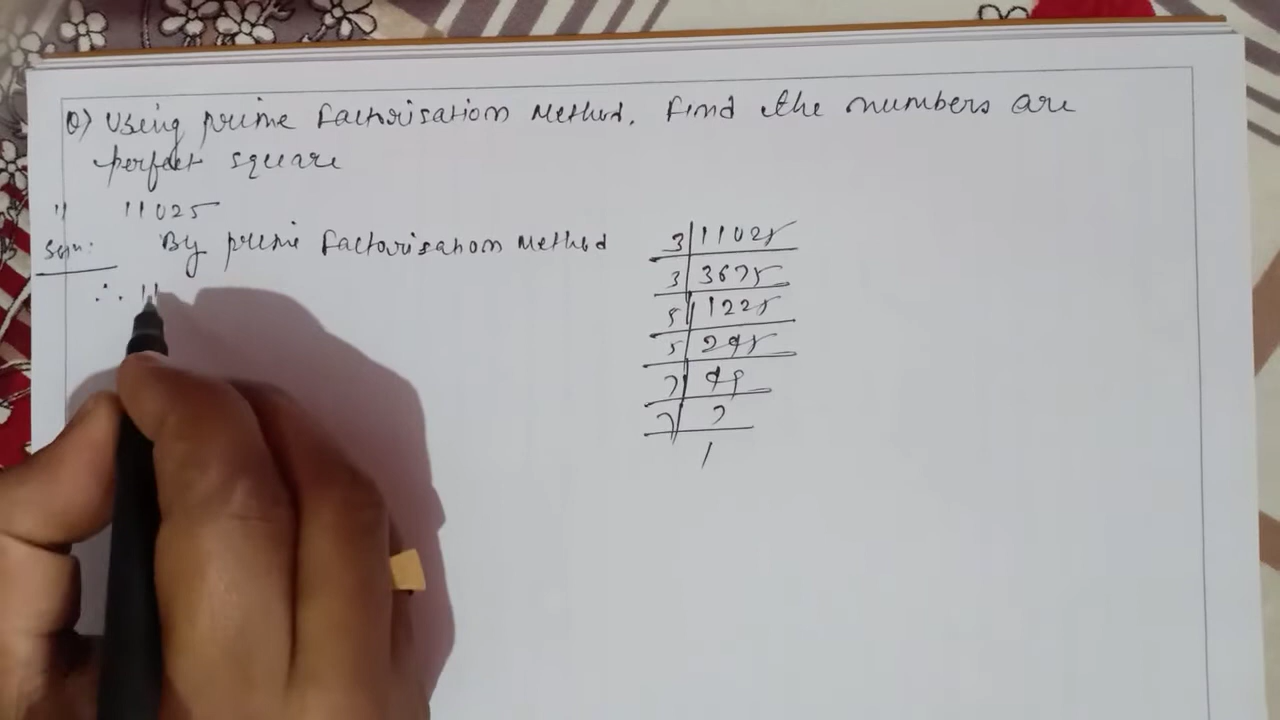 Q) Using prime factorisation Method. Find the numbers are
perfect square
1) 11025
Soln: By prime factorisation Method
∴ 11
3 | 11025
3 | 3675
5 | 1225
5 | 245
7 | 49
7 | 7
1